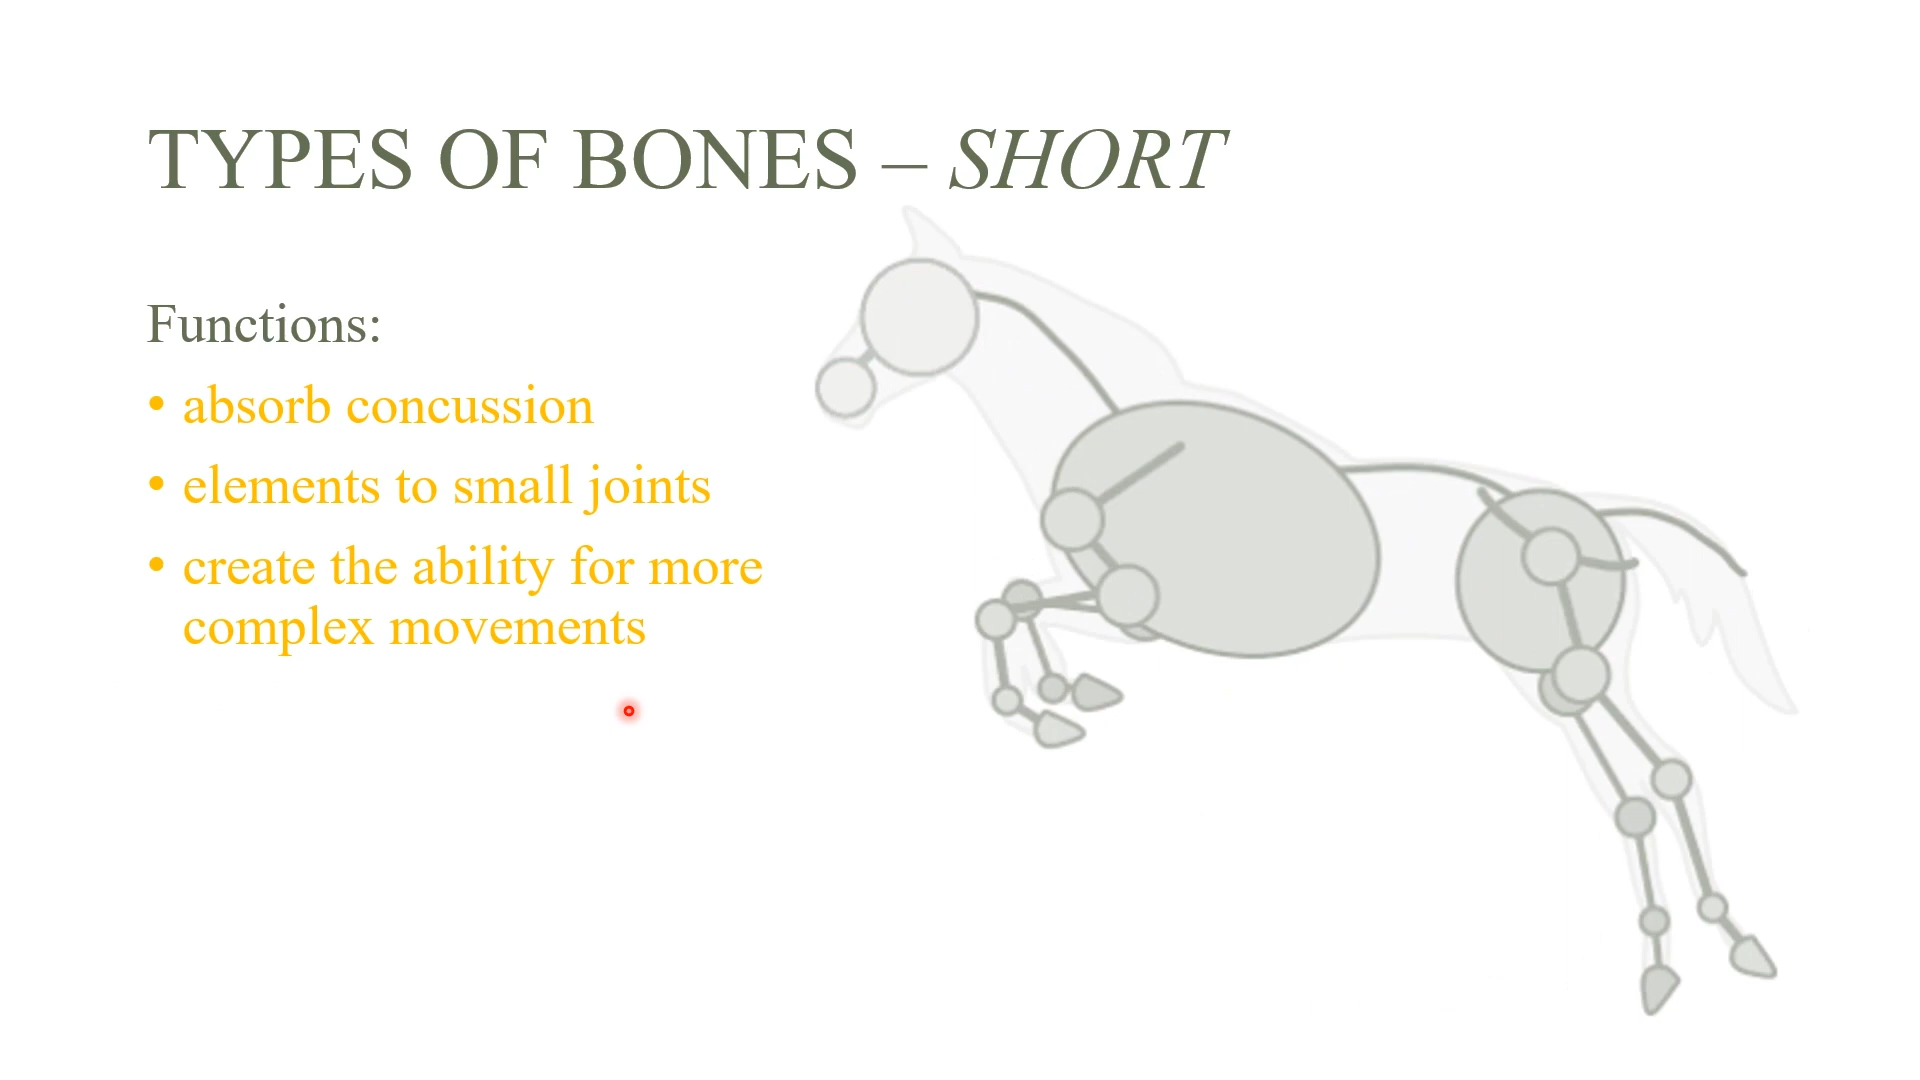 TYPES OF BONES – SHORT
Functions:
• absorb concussion
• elements to small joints
• create the ability for more
complex movements